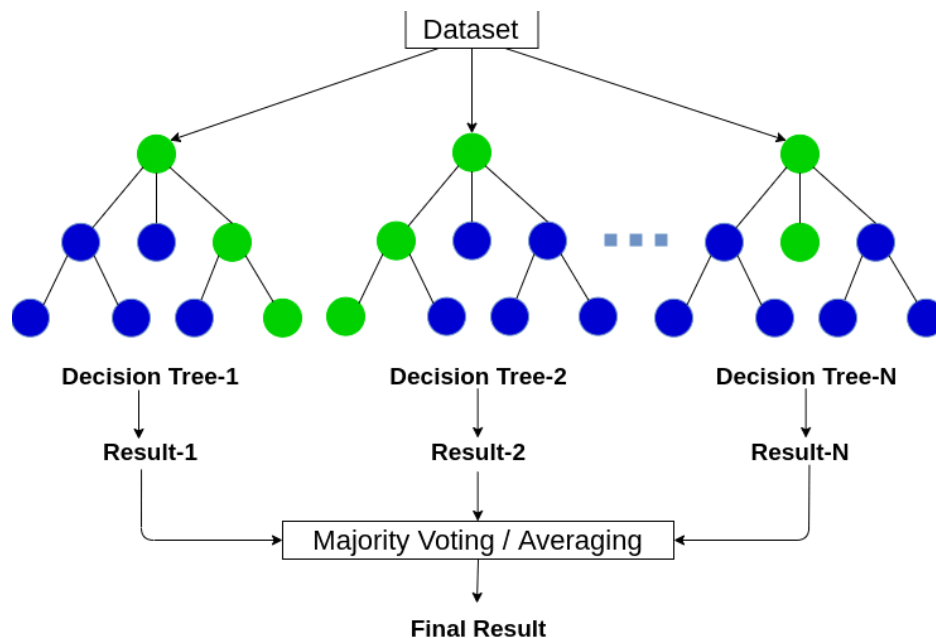 Dataset
Decision Tree-1
Decision Tree-2
Decision Tree-N
Result-1
Result-2
Result-N
Majority Voting / Averaging
Final Result